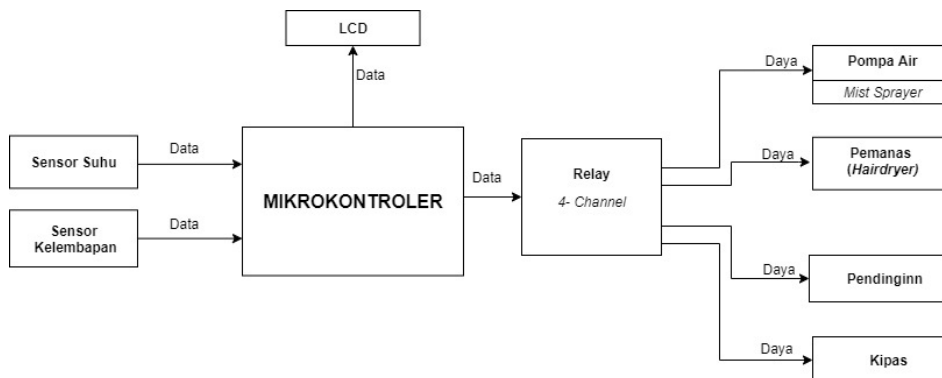 LCD
Data
Sensor Suhu
Data
Sensor
Kelembapan
Data
MIKROKONTROLER
Data
Relay
4- Channel
Daya
Pompa Air
Mist Sprayer
Daya
Pemanas
(Hairdryer)
Daya
Pendinginn
Daya
Kipas